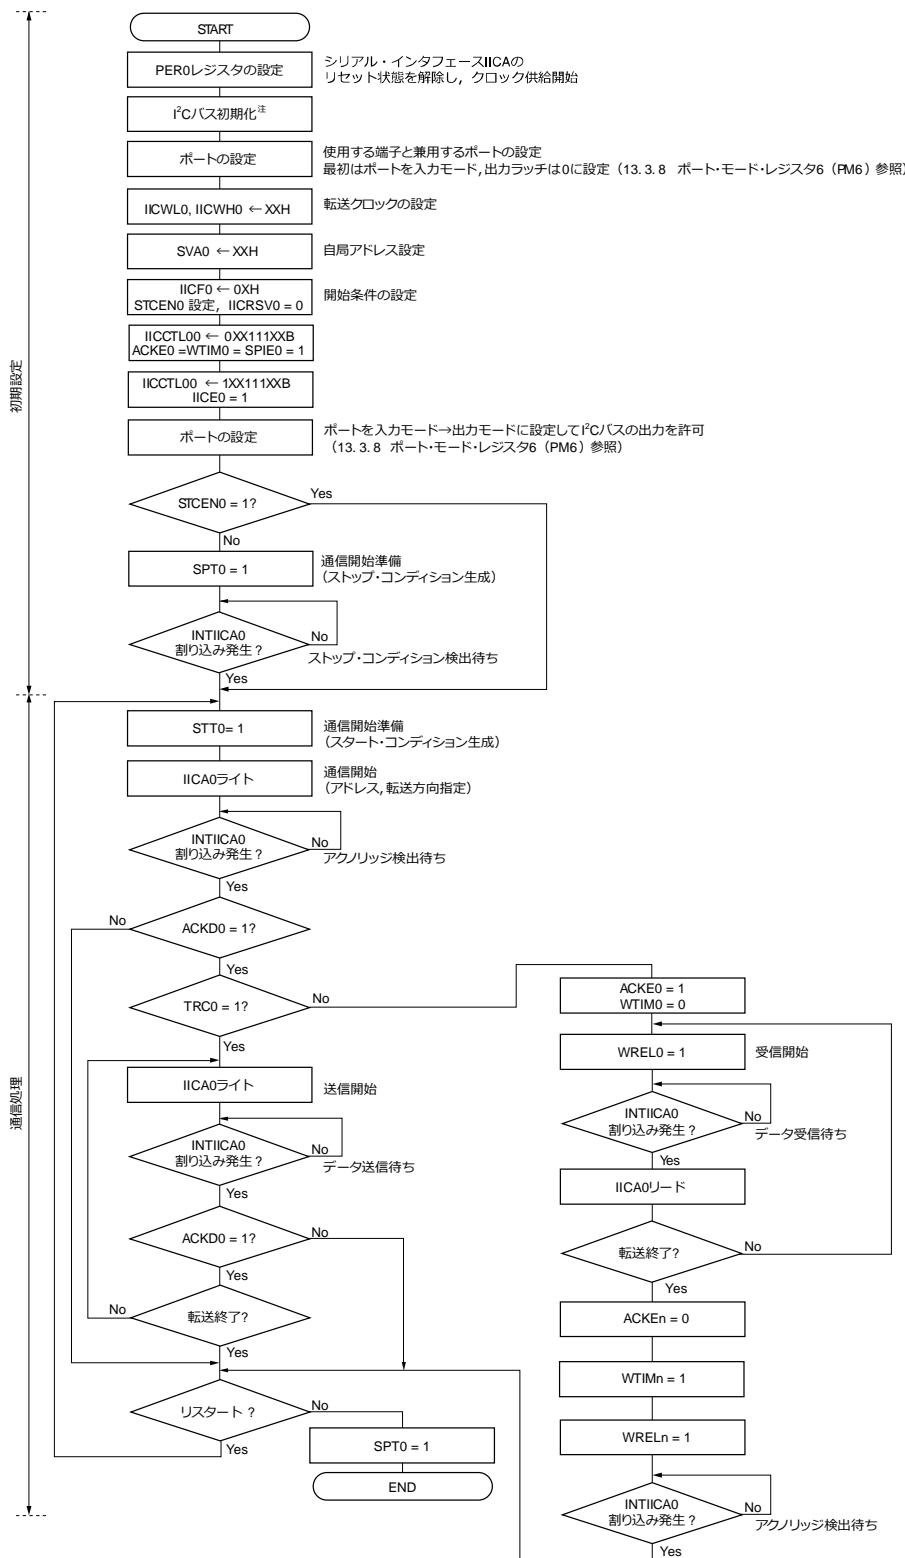 START
PER0レジスタの設定
シリアル・インタフェースIICAの
リセット状態を解除し，クロック供給開始
I²Cバス初期化注
ポートの設定
使用する端子と兼用するポートの設定
最初はポートを入力モード,出力ラッチは0に設定（13. 3. 8 ポート・モード・レジスタ6（PM6）参照）
IICWL0, IICWH0 ← XXH
転送クロックの設定
SVA0 ← XXH
自局アドレス設定
IICF0 ← 0XH
STCEN0 設定， IICRSV0 = 0
開始条件の設定
IICCTL00 ← 0XX111XXB
ACKE0 =WTIM0 = SPIE0 = 1
IICCTL00 ← 1XX111XXB
IICE0 = 1
初期設定
ポートの設定
ポートを入力モード→出力モードに設定してI²Cバスの出力を許可
（13. 3. 8 ポート・モード・レジスタ6（PM6）参照）
STCEN0 = 1?
Yes
No
SPT0 = 1
通信開始準備
（ストップ・コンディション生成）
INTIICA0
割り込み発生？
No
ストップ・コンディション検出待ち
Yes
STT0= 1
通信開始準備
（スタート・コンディション生成）
IICA0ライト
通信開始
（アドレス, 転送方向指定）
INTIICA0
割り込み発生？
No
アクノリッジ検出待ち
Yes
ACKD0 = 1?
No
Yes
TRC0 = 1?
No
Yes
通信処理
IICA0ライト
送信開始
INTIICA0
割り込み発生？
No
データ送信待ち
Yes
ACKD0 = 1?
No
Yes
転送終了?
No
Yes
リスタート ?
No
Yes
SPT0 = 1
END
ACKE0 = 1
WTIM0 = 0
WREL0 = 1
受信開始
INTIICA0
割り込み発生？
No
データ受信待ち
Yes
IICA0リード
転送終了?
No
Yes
ACKEn = 0
WTIMn = 1
WRELn = 1
INTIICA0
割り込み発生？
No
アクノリッジ検出待ち
Yes